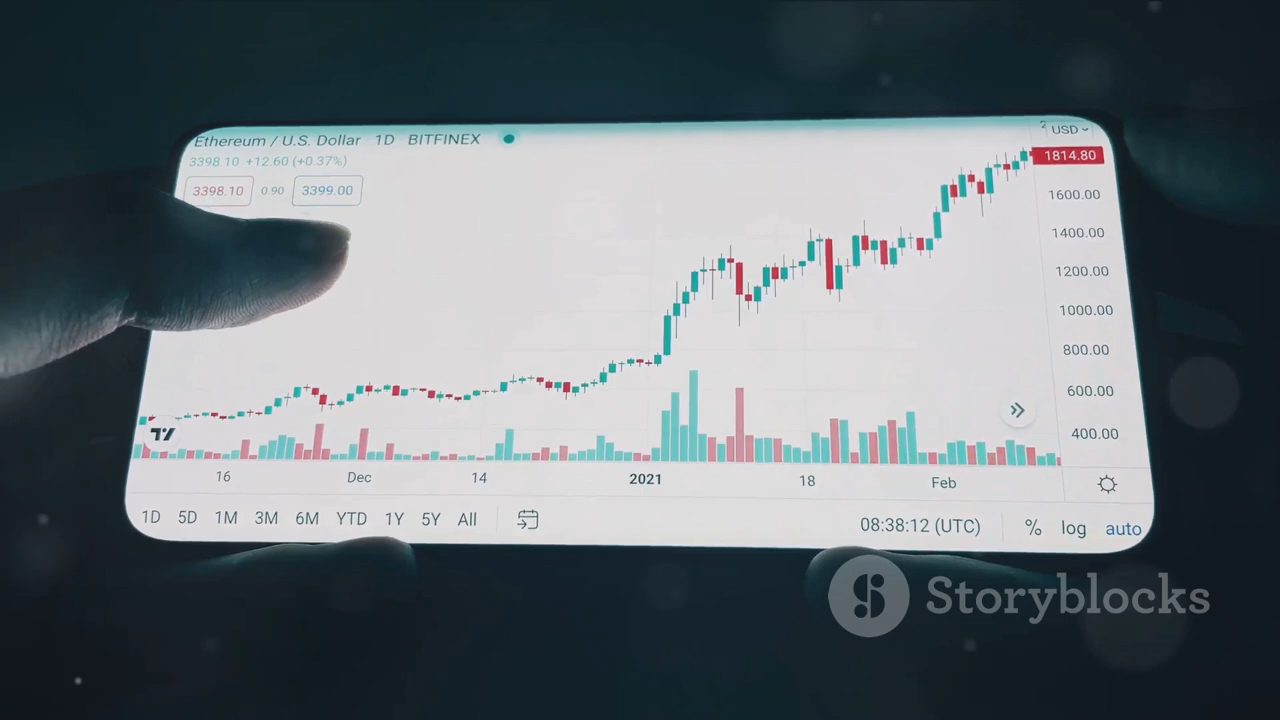 Ethereum / U.S. Dollar 1D BITFINEX
USD
3398.10 +12.60 (+0.37%)
3398.10 0.90 3399.00
1814.80
1600.00
1400.00
1200.00
1000.00
800.00
600.00
400.00
16 Dec 14 2021 18 Feb
1D 5D 1M 3M 6M YTD 1Y 5Y All
08:38:12 (UTC) % log auto
Storyblocks